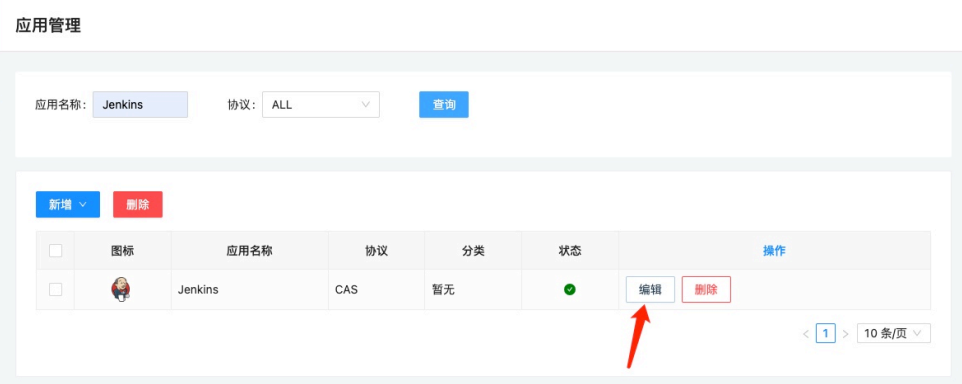 应用管理
应用名称: Jenkins 协议: ALL 查询
新增 删除
图标 应用名称 协议 分类 状态 操作
Jenkins CAS 暂无 编辑 删除
< 1 > 10 条/页